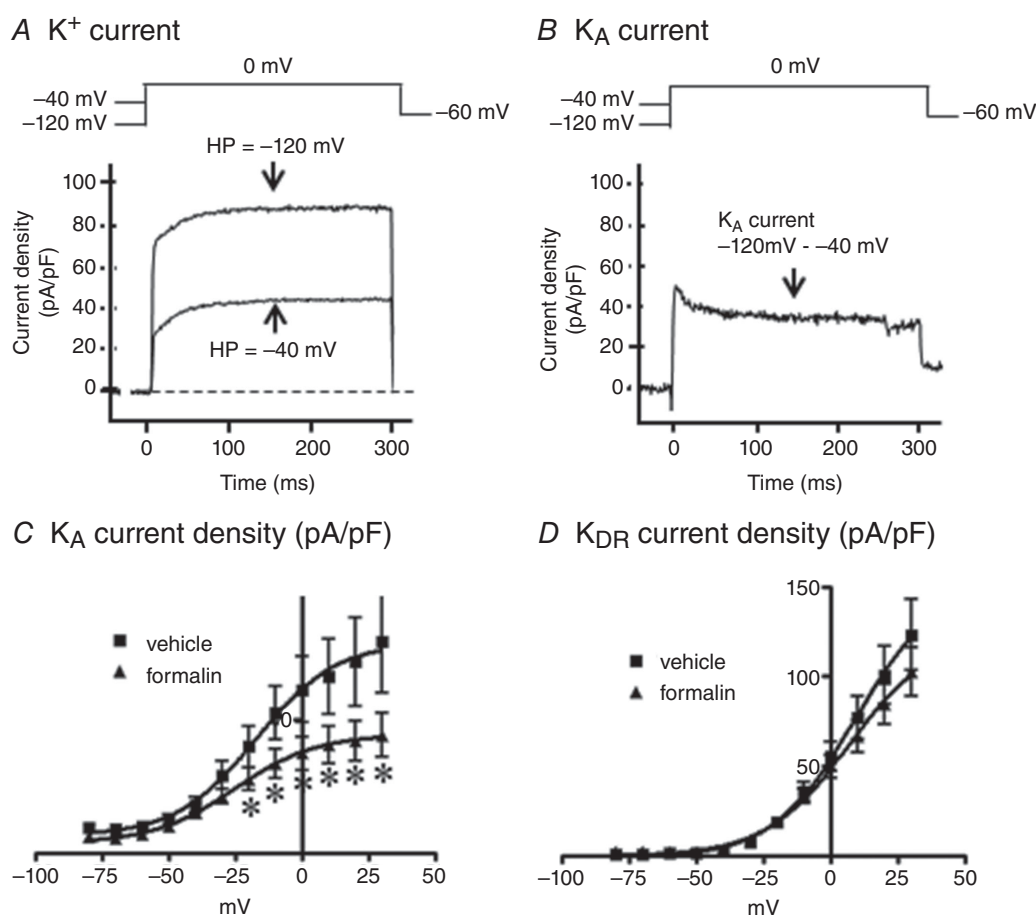 A K+ current
0 mV
−40 mV
−120 mV
−60 mV
HP = −120 mV
100
80
60
40
20
0
Current density
(pA/pF)
HP = −40 mV
0 100 200 300
Time (ms)
B KA current
0 mV
−40 mV
−120 mV
−60 mV
100
80
60
40
20
0
Current density
(pA/pF)
KA current
−120mV - −40 mV
0 100 200 300
Time (ms)
C KA current density (pA/pF)
vehicle
formalin
0
* * * * * *
−100 −75 −50 −25 0 25 50
mV
D KDR current density (pA/pF)
150
vehicle
formalin
100
50
−100 −75 −50 −25 0 25 50
mV